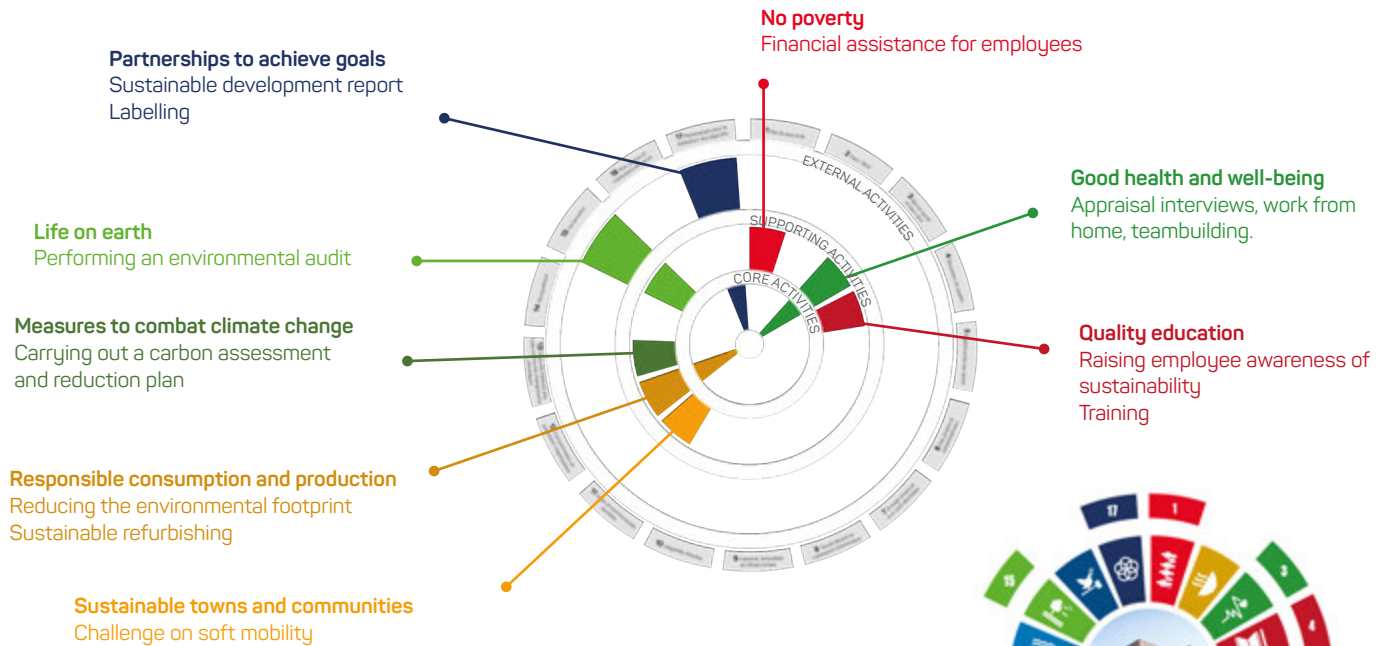 No poverty
Financial assistance for employees
Partnerships to achieve goals
Sustainable development report
Labelling
EXTERNAL ACTIVITIES
SUPPORTING ACTIVITIES
CORE ACTIVITIES
Good health and well-being
Appraisal interviews, work from
home, teambuilding.
Life on earth
Performing an environmental audit
Measures to combat climate change
Carrying out a carbon assessment
and reduction plan
Quality education
Raising employee awareness of
sustainability
Training
Responsible consumption and production
Reducing the environmental footprint
Sustainable refurbishing
Sustainable towns and communities
Challenge on soft mobility
17
1
15
3
4